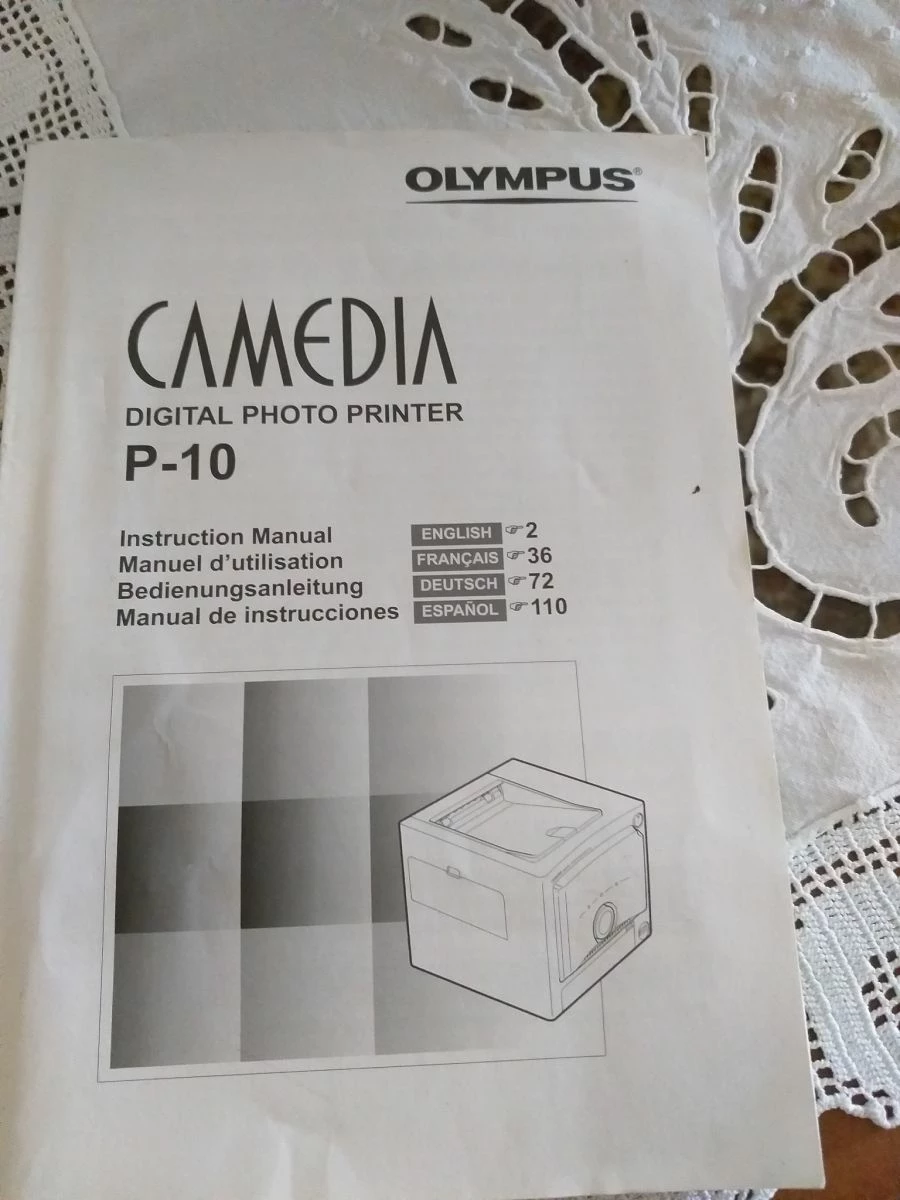 OLYMPUS®
CAMEDIA
DIGITAL PHOTO PRINTER
P-10
Instruction Manual ENGLISH ☞ 2
Manuel d'utilisation FRANÇAIS ☞ 36
Bedienungsanleitung DEUTSCH ☞ 72
Manual de instrucciones ESPAÑOL ☞ 110